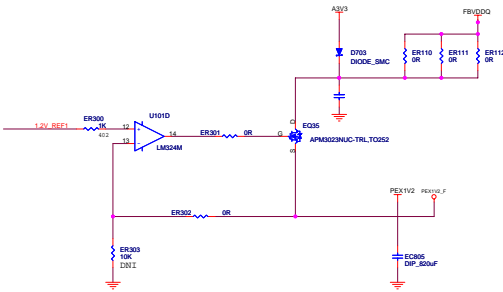 A3V3
FBVDDQ
D703
DIODE_SMC
ER110
0R
ER111
0R
ER112
0R
U101D
ER300
1K
402
1.2V_REF1
12
13
14
LM324M
ER301
0R
D
G
S
EQ35
APM3023NUC-TRL,TO252
ER302
0R
PEX1V2
PEX1V2_F
ER303
10K
DNI
EC805
DIP_820uF